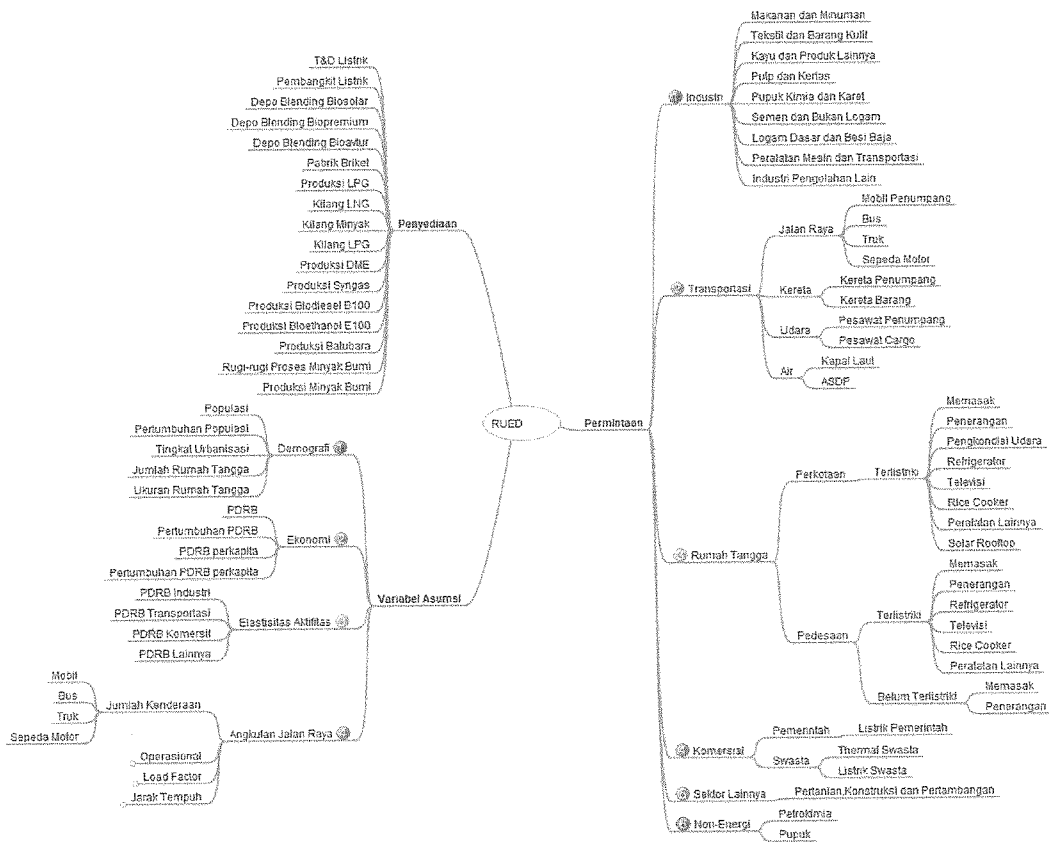 RUED
Penyediaan
T&D Listrik
Pembangkit Listrik
Depo Blending Biosolar
Depo Blending Biopremium
Depo Blending Bioavtur
Pabrik Briket
Produksi LPG
Kilang LNG
Kilang Minyak
Kilang LPG
Produksi DME
Produksi Syngas
Produksi Biodiesel B100
Produksi Bioethanol E100
Produksi Batubara
Rugi-rugi Proses Minyak Bumi
Produksi Minyak Bumi
Variabel Asumsi
Demografi
Populasi
Pertumbuhan Populasi
Tingkat Urbanisasi
Jumlah Rumah Tangga
Ukuran Rumah Tangga
Ekonomi
PDRB
Pertumbuhan PDRB
PDRB perkapita
Pertumbuhan PDRB perkapita
Elastisitas Aktifitas
PDRB Industri
PDRB Transportasi
PDRB Komersil
PDRB Lainnya
Angkutan Jalan Raya
Jumlah Kenderaan
Mobil
Bus
Truk
Sepeda Motor
Operasional
Load Factor
Jarak Tempuh
Permintaan
Industri
Makanan dan Minuman
Tekstil dan Barang Kulit
Kayu dan Produk Lainnya
Pulp dan Kertas
Pupuk Kimia dan Karet
Semen dan Bukan Logam
Logam Dasar dan Besi Baja
Peralatan Mesin dan Transportasi
Industri Pengolahan Lain
Transportasi
Jalan Raya
Mobil Penumpang
Bus
Truk
Sepeda Motor
Kereta
Kereta Penumpang
Kereta Barang
Udara
Pesawat Penumpang
Pesawat Cargo
Air
Kapal Laut
ASDP
Rumah Tangga
Perkotaan
Terlistriki
Memasak
Penerangan
Pengkondisi Udara
Refrigerator
Televisi
Rice Cooker
Peralatan Lainnya
Solar Rooftop
Pedesaan
Terlistriki
Memasak
Penerangan
Refrigerator
Televisi
Rice Cooker
Peralatan Lainnya
Belum Terlistriki
Memasak
Penerangan
Komersial
Pemerintah
Listrik Pemerintah
Swasta
Thermal Swasta
Listrik Swasta
Sektor Lainnya
Pertanian,Konstruksi dan Pertambangan
Non-Energi
Petrokimia
Pupuk